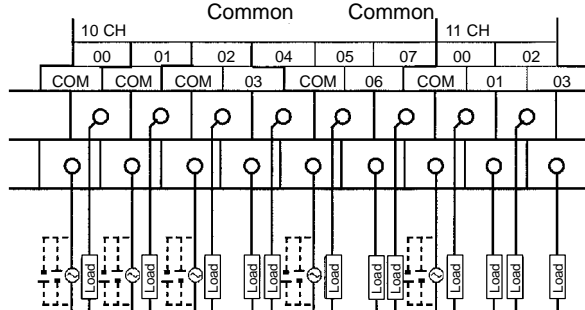 Common Common
10 CH 11 CH
00 01 02 04 05 07 00 02
COM COM COM 03 COM 06 COM 01 03
Load Load Load Load Load Load Load Load Load Load Load Load